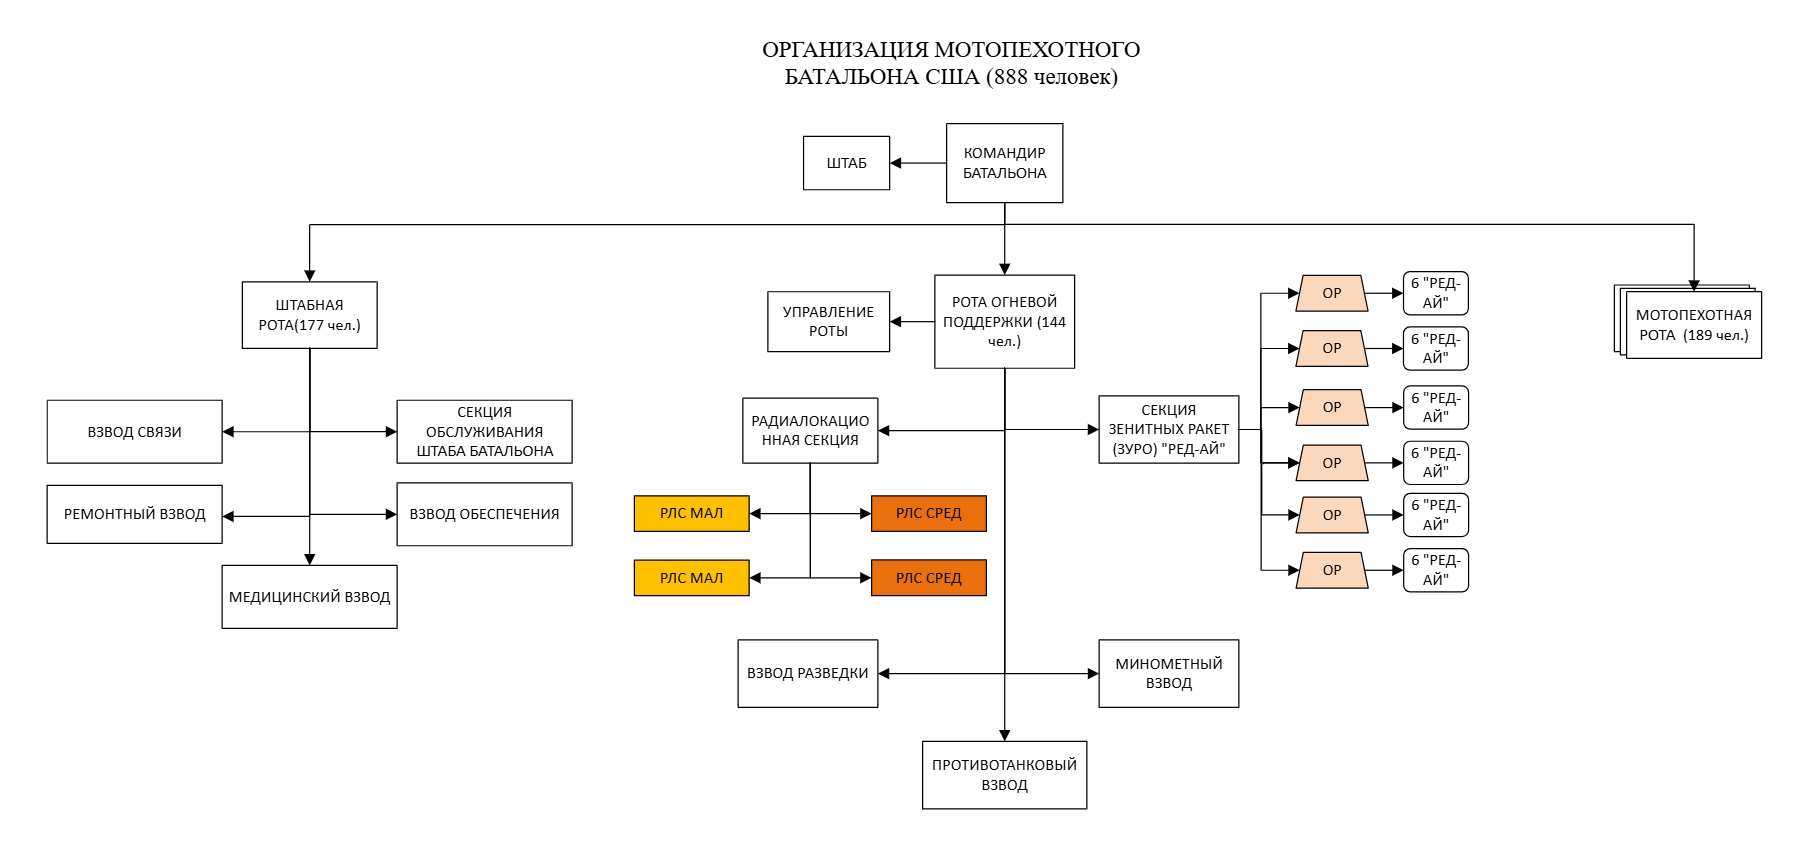 ОРГАНИЗАЦИЯ МОТОПЕХОТНОГО
БАТАЛЬОНА США (888 человек)
ШТАБ
КОМАНДИР
БАТАЛЬОНА
ШТАБНАЯ
РОТА(177 чел.)
УПРАВЛЕНИЕ
РОТЫ
РОТА ОГНЕВОЙ
ПОДДЕРЖКИ (144
чел.)
МОТОПЕХОТНАЯ
РОТА (189 чел.)
ВЗВОД СВЯЗИ
СЕКЦИЯ
ОБСЛУЖИВАНИЯ
ШТАБА БАТАЛЬОНА
РЕМОНТНЫЙ ВЗВОД
ВЗВОД ОБЕСПЕЧЕНИЯ
МЕДИЦИНСКИЙ ВЗВОД
РАДИАЛОКАЦИО
ННАЯ СЕКЦИЯ
РЛС МАЛ
РЛС СРЕД
РЛС МАЛ
РЛС СРЕД
СЕКЦИЯ
ЗЕНИТНЫХ РАКЕТ
(ЗУРО) "РЕД-АЙ"
ОР
6 "РЕД-
АЙ"
ОР
6 "РЕД-
АЙ"
ОР
6 "РЕД-
АЙ"
ОР
6 "РЕД-
АЙ"
ОР
6 "РЕД-
АЙ"
ОР
6 "РЕД-
АЙ"
ВЗВОД РАЗВЕДКИ
МИНОМЕТНЫЙ
ВЗВОД
ПРОТИВОТАНКОВЫЙ
ВЗВОД